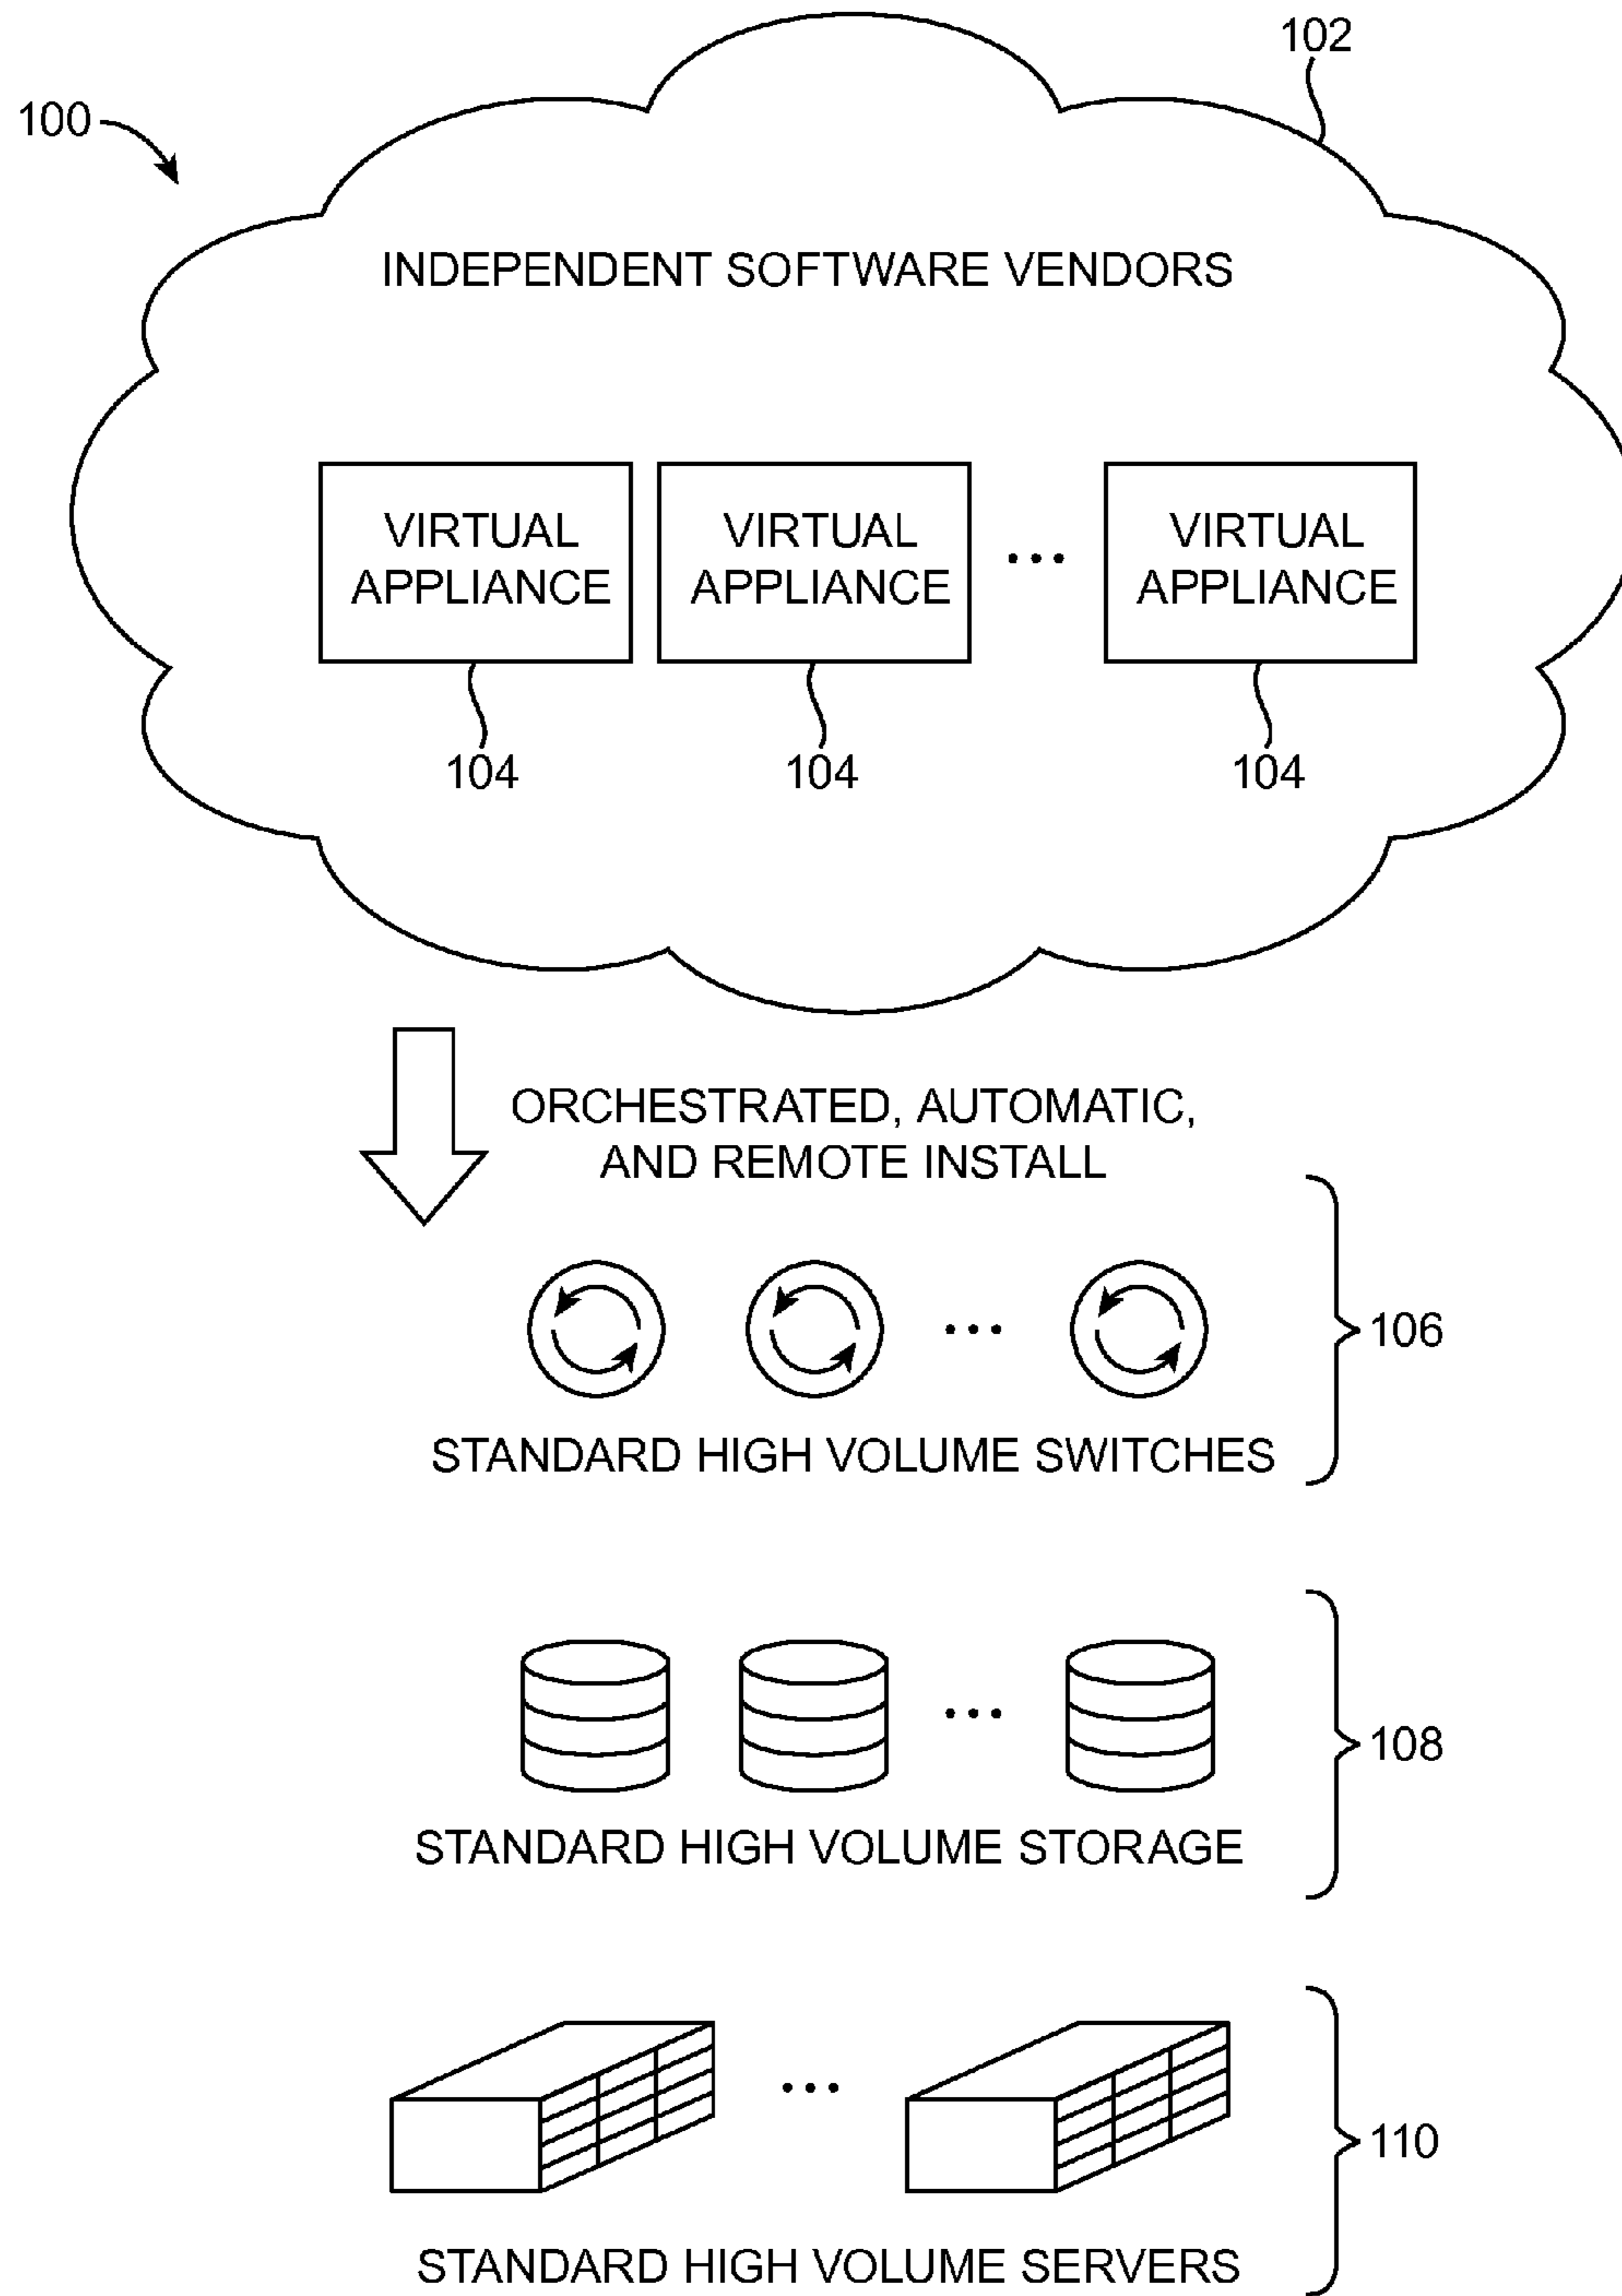 102
100
INDEPENDENT SOFTWARE VENDORS
VIRTUAL
APPLIANCE
VIRTUAL
APPLIANCE
VIRTUAL
APPLIANCE
104
104
104
ORCHESTRATED, AUTOMATIC,
AND REMOTE INSTALL
106
STANDARD HIGH VOLUME SWITCHES
108
STANDARD HIGH VOLUME STORAGE
110
STANDARD HIGH VOLUME SERVERS